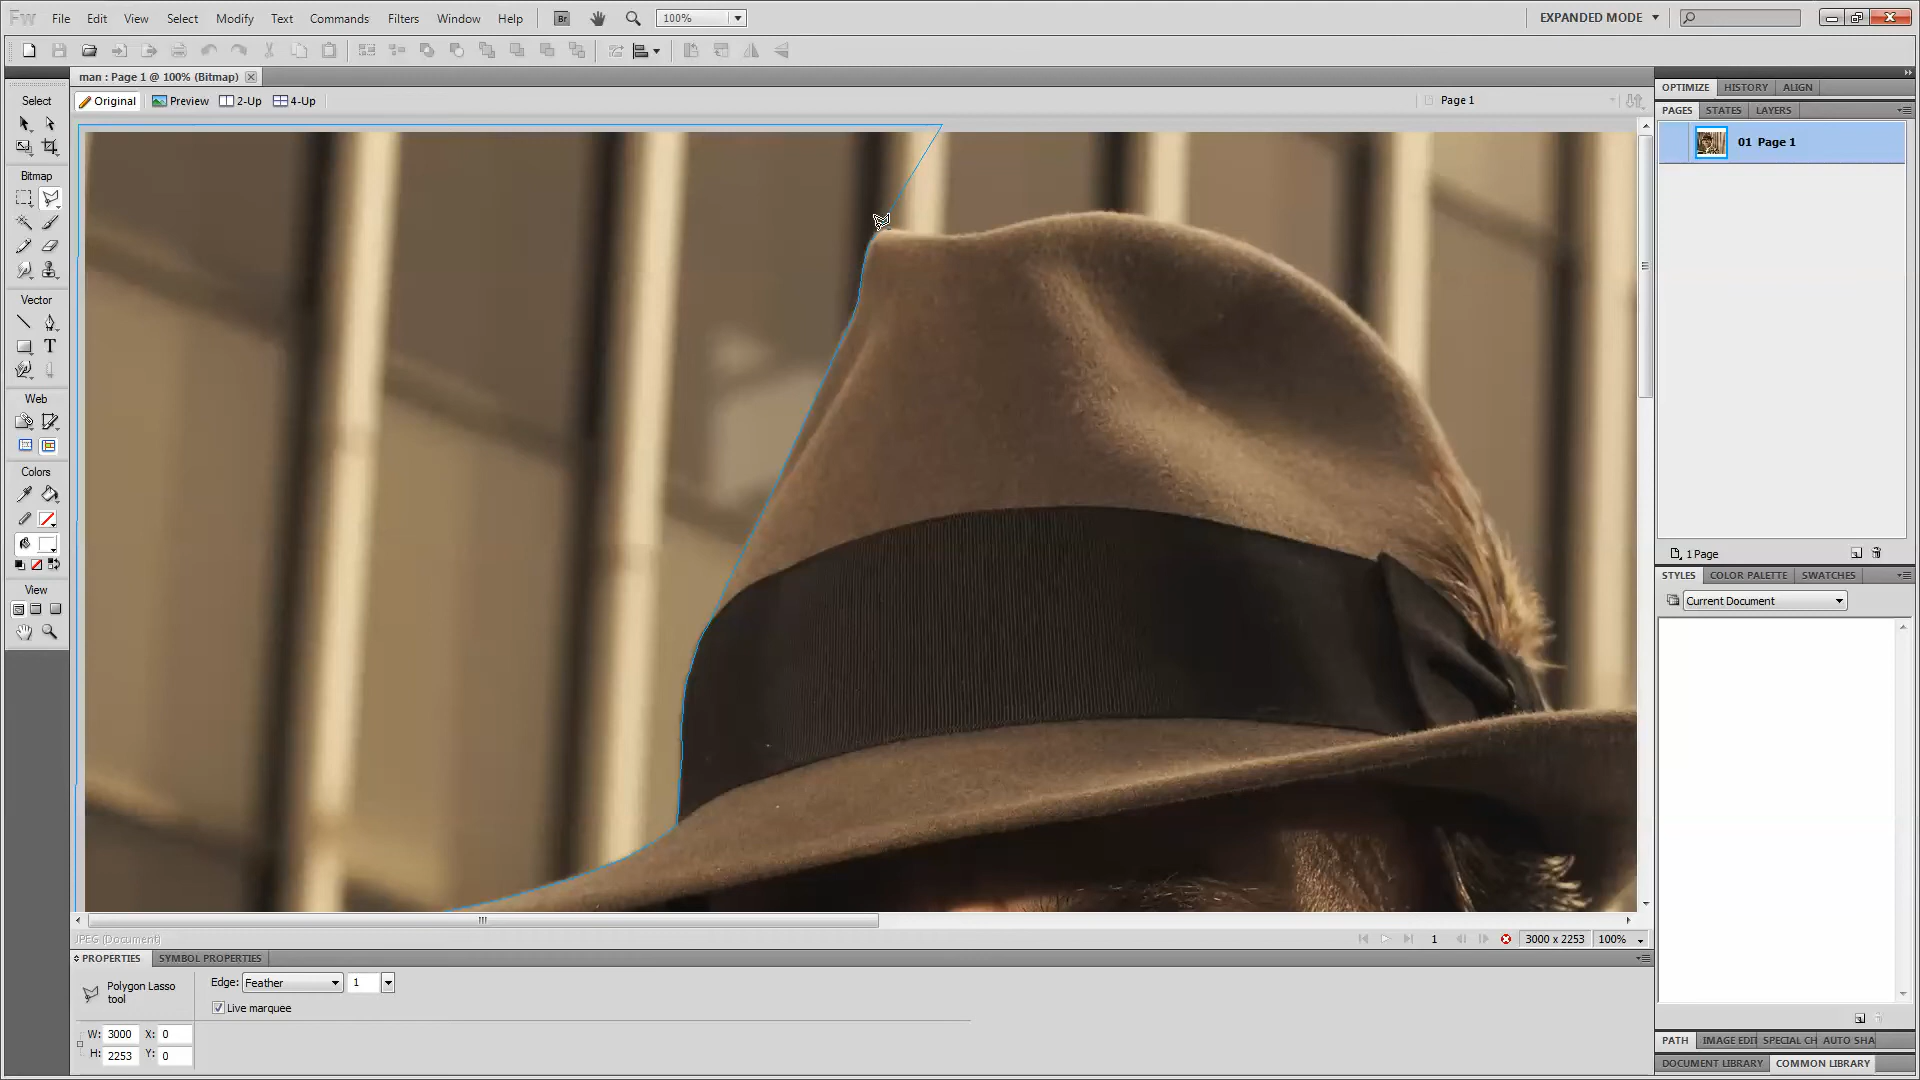 Fw File Edit View Select Modify Text Commands Filters Window Help Br 100% EXPANDED MODE
man : Page 1 @ 100% (Bitmap)
Original Preview 2-Up 4-Up Page 1
Select
Bitmap
Vector
T
Web
Colors
View
OPTIMIZE HISTORY ALIGN
PAGES STATES LAYERS
01 Page 1
1 Page
STYLES COLOR PALETTE SWATCHES
Current Document
JPEG (Document) 1 3000 x 2253 100%
PROPERTIES SYMBOL PROPERTIES
Polygon Lasso tool
Edge: Feather 1
Live marquee
W: 3000 X: 0
H: 2253 Y: 0
PATH IMAGE EDIT SPECIAL CH AUTO SHA
DOCUMENT LIBRARY COMMON LIBRARY